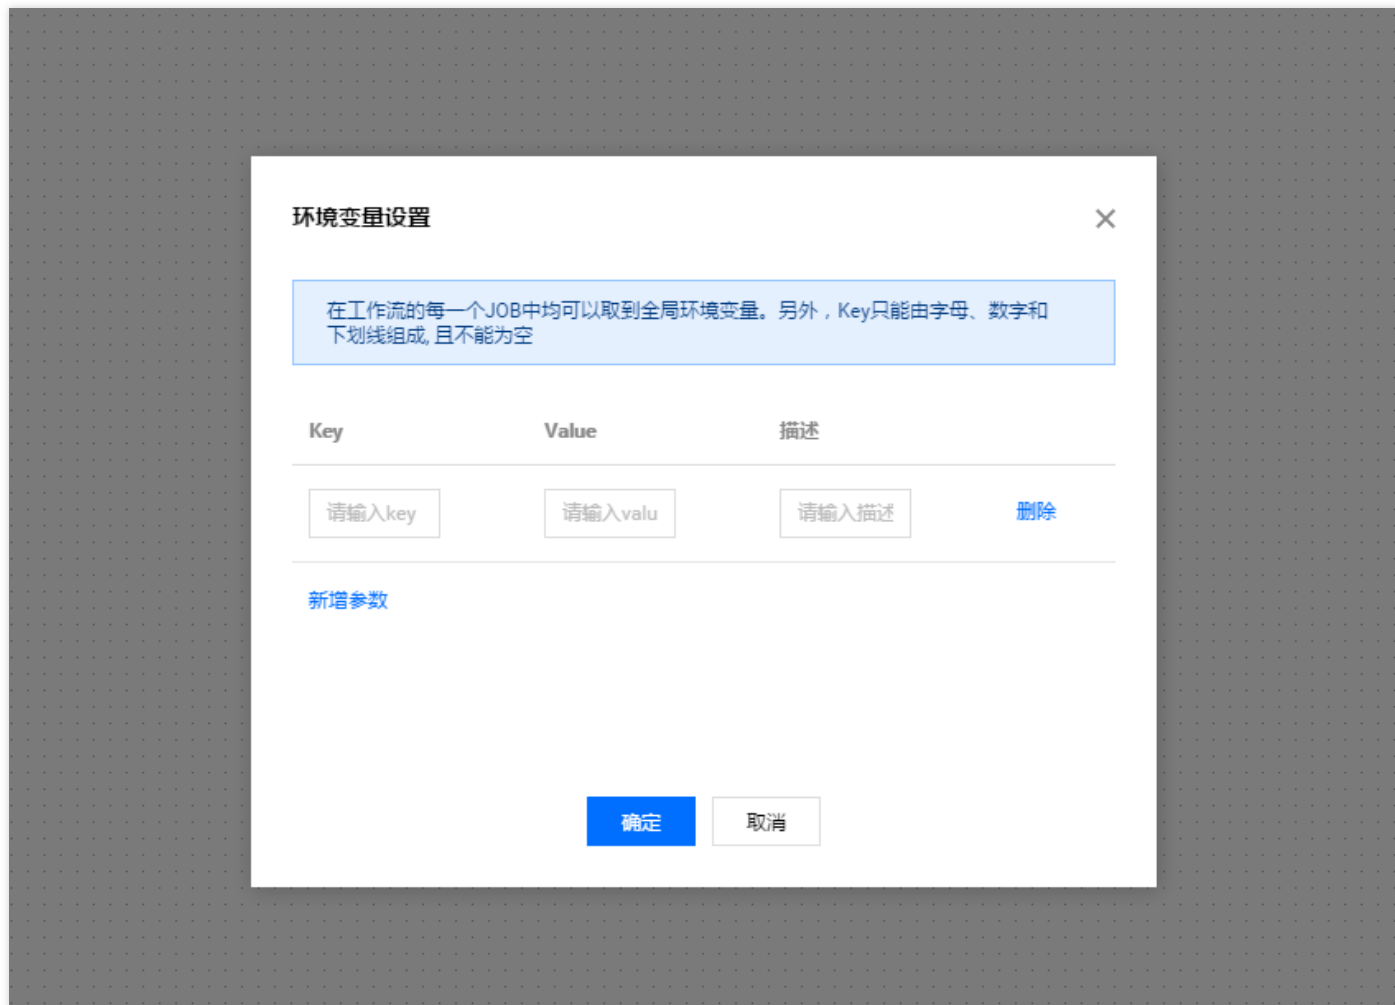 环境变量设置
在工作流的每一个JOB中均可以取到全局环境变量。另外，Key只能由字母、数字和
下划线组成, 且不能为空
Key Value 描述
请输入key 请输入valu 请输入描述 删除
新增参数
确定 取消